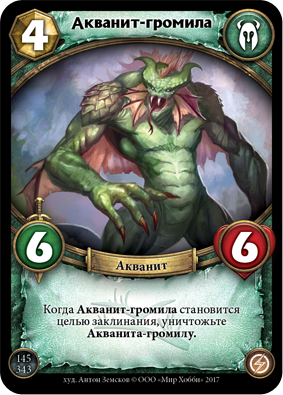 4
Акванит-громила
6
6
Акванит
Когда Акванит-громила становится
целью заклинания, уничтожьте
Акванита-громилу.
145
343
худ. Антон Земсков © ООО «Мир Хобби» 2017